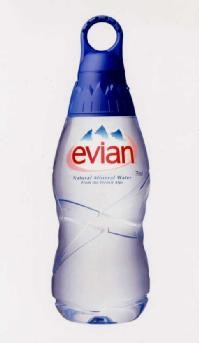 evian
Natural Mineral Water
From the French Alps